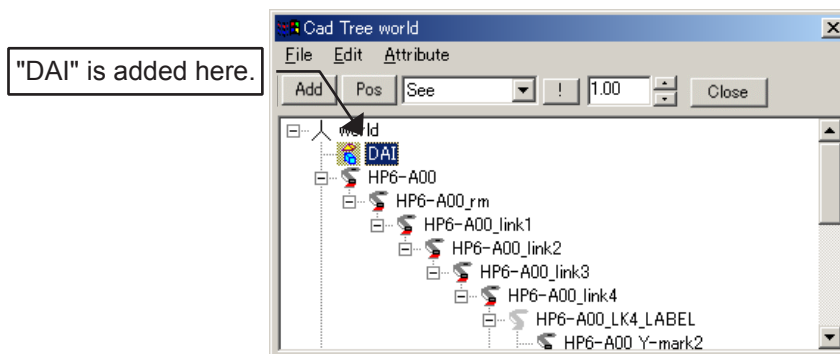 Cad Tree world
File Edit Attribute
"DAI" is added here.
Add Pos See ! 1.00 Close
world
DAI
HP6-A00
HP6-A00_rm
HP6-A00_link1
HP6-A00_link2
HP6-A00_link3
HP6-A00_link4
HP6-A00_LK4_LABEL
HP6-A00 Y-mark2